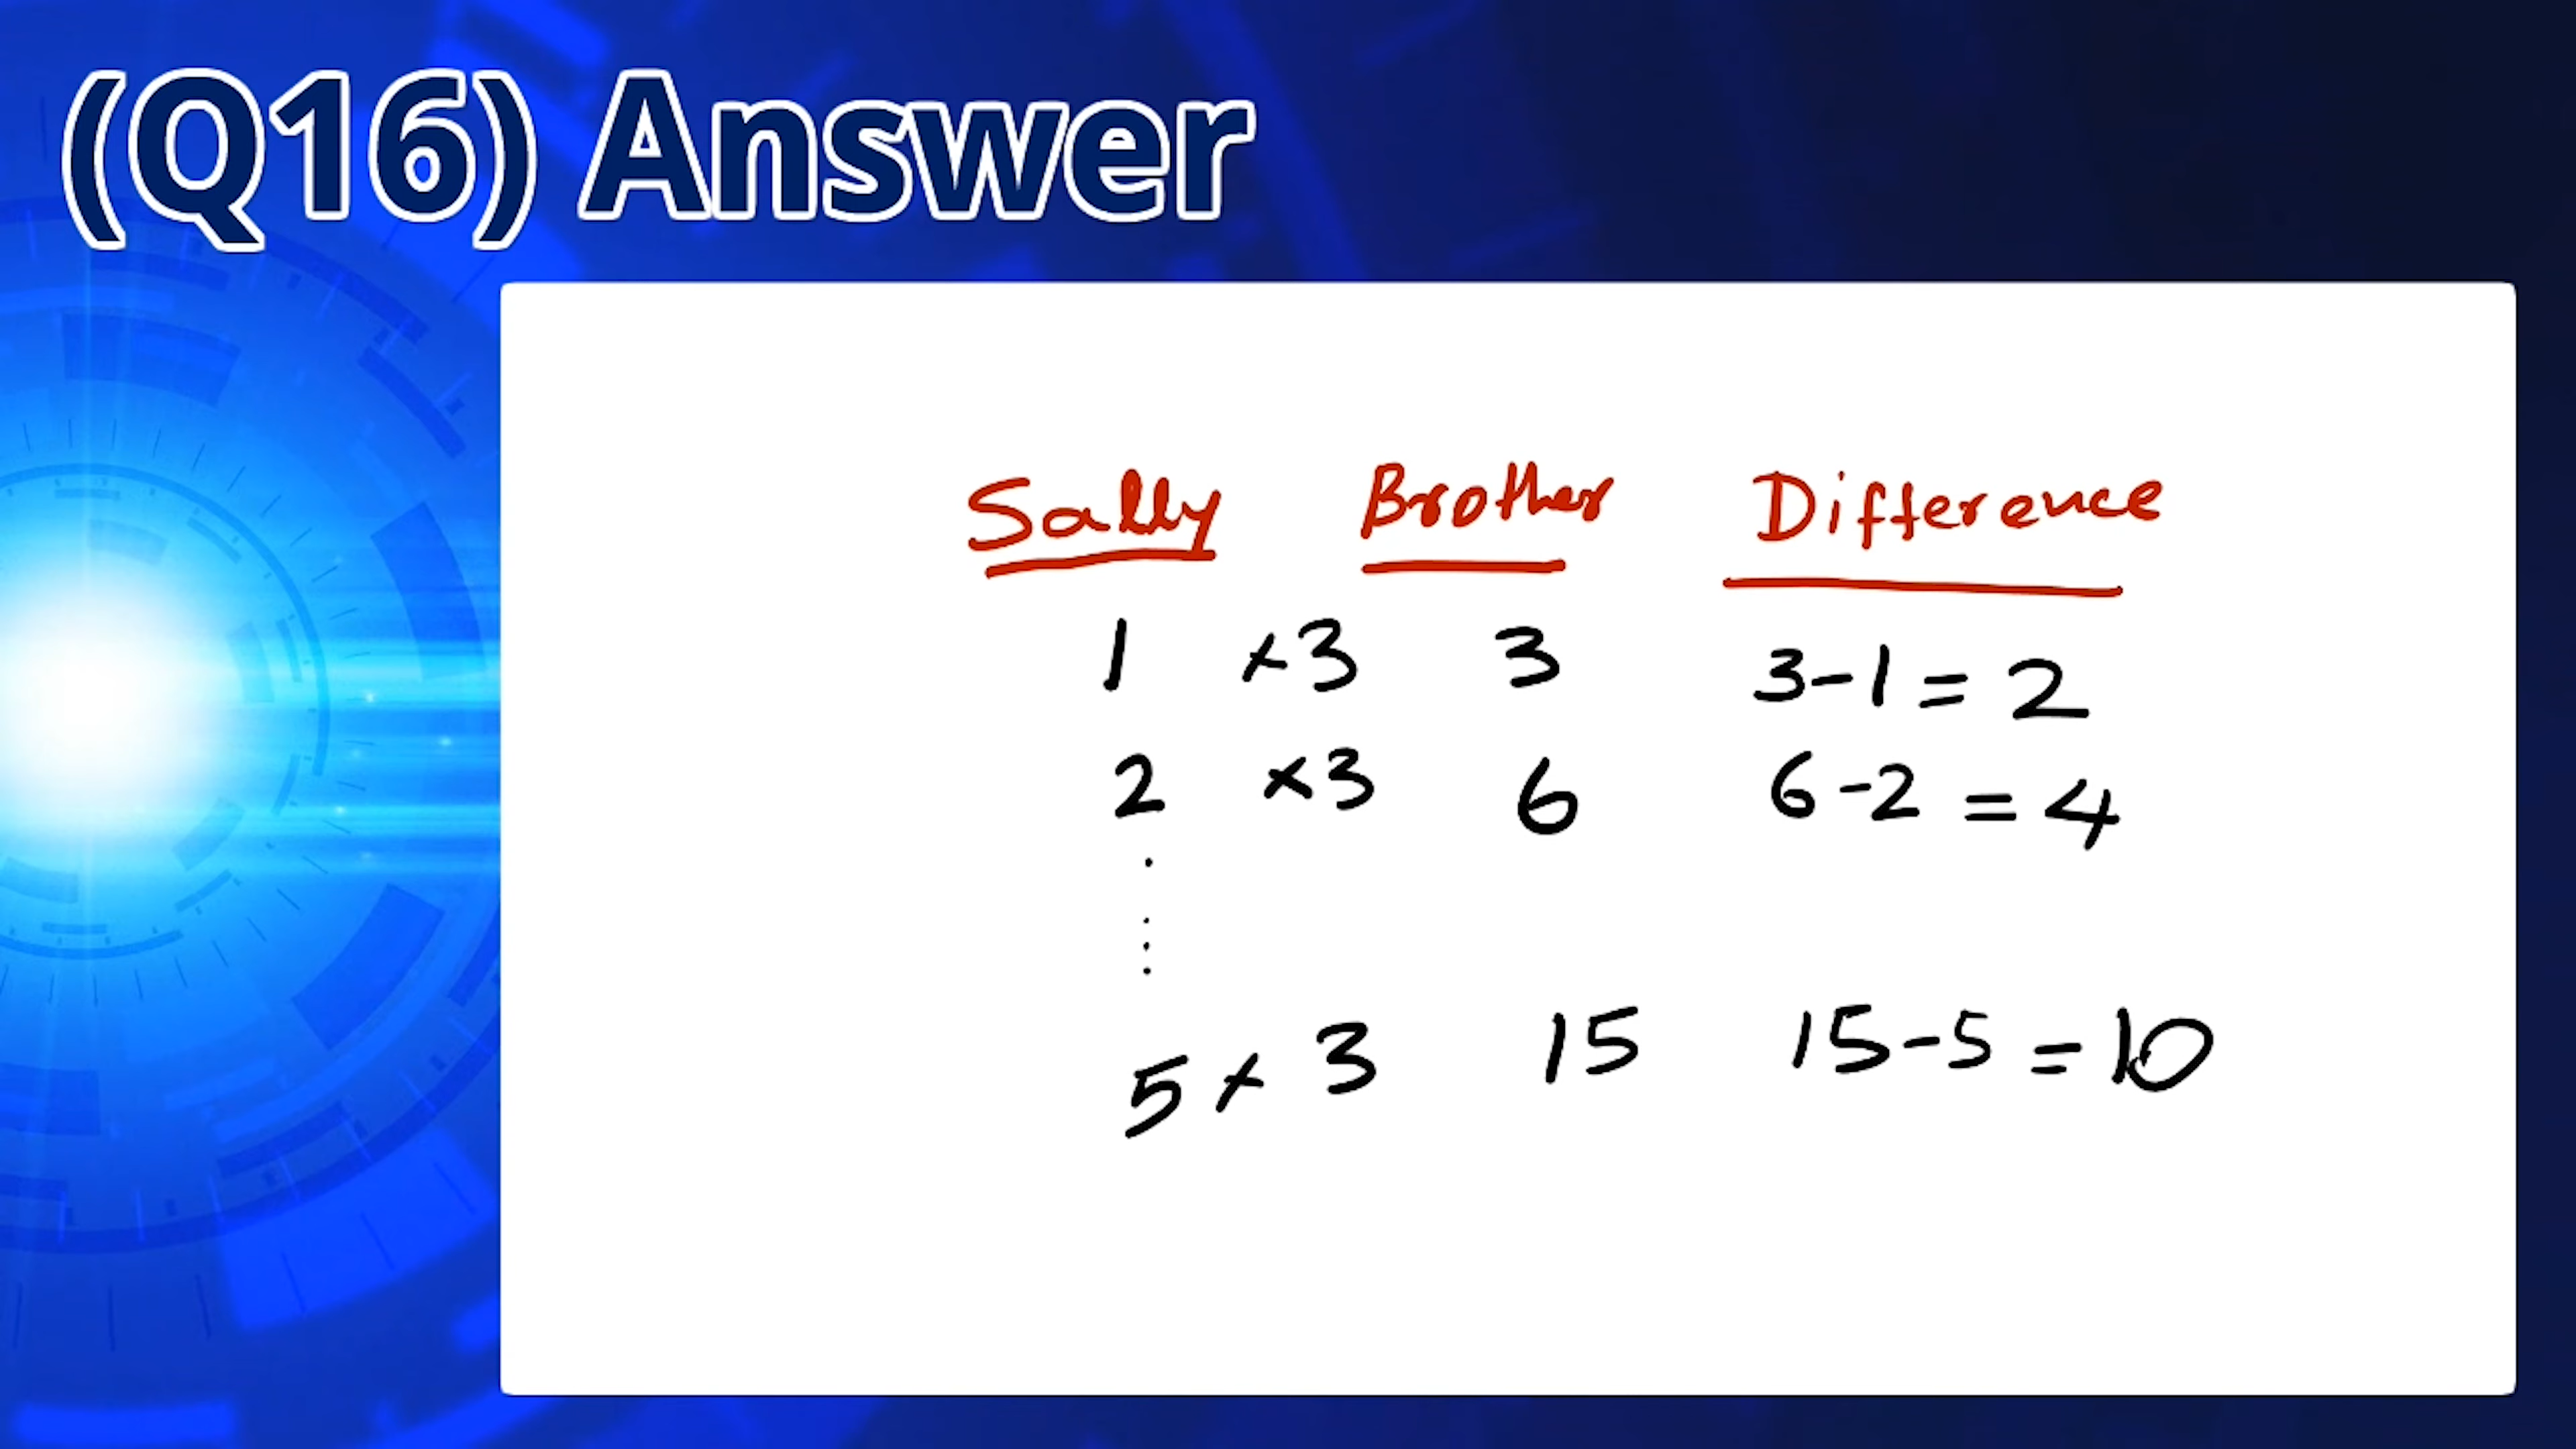 (Q16) Answer
Sally Brother Difference
1 ×3 3 3-1=2
2 ×3 6 6-2=4
5×3 15 15-5=10